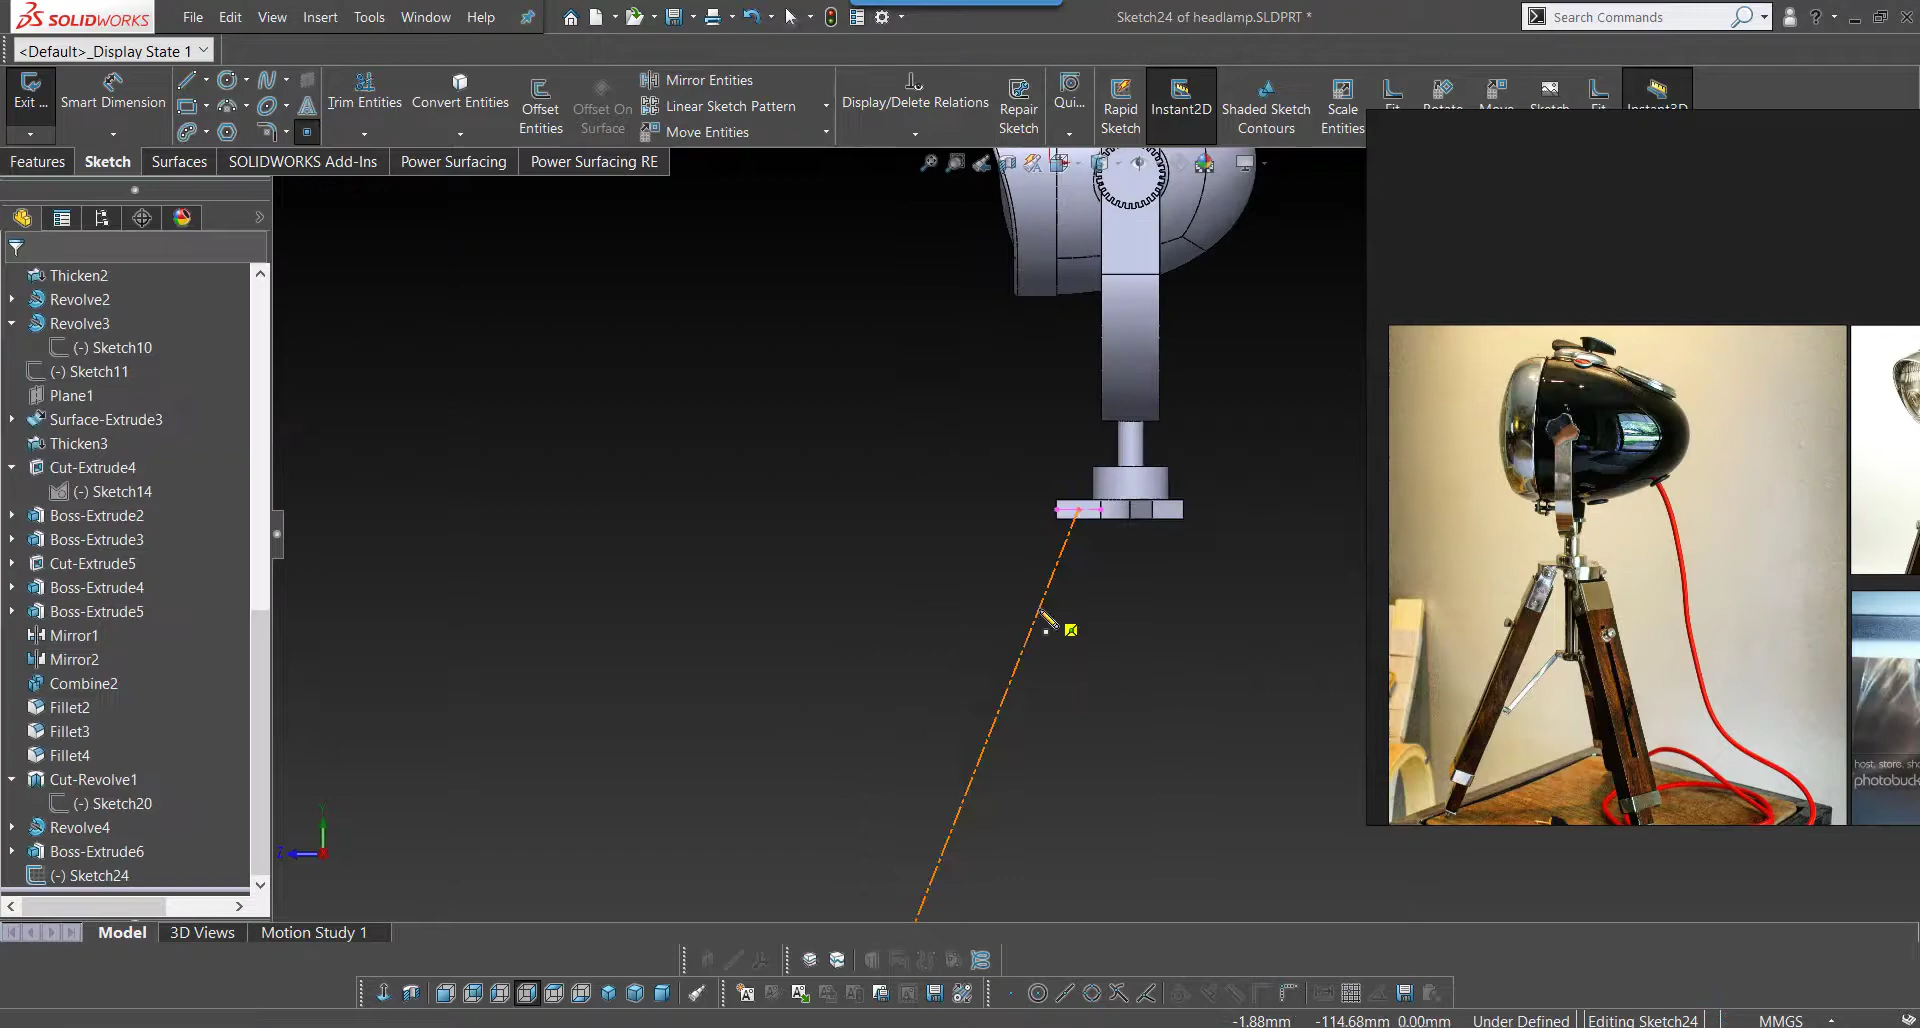 SOLIDWORKS
File Edit View Insert Tools Window Help
Sketch24 of headlamp.SLDPRT *
Search Commands
<Default>_Display State 1
Exit ...
Smart Dimension
Trim Entities
Convert Entities
Offset Entities
Offset On Surface
Mirror Entities
Linear Sketch Pattern
Move Entities
Display/Delete Relations
Repair Sketch
Qui...
Rapid Sketch
Instant2D
Shaded Sketch Contours
Scale Entities
Features
Sketch
Surfaces
SOLIDWORKS Add-Ins
Power Surfacing
Power Surfacing RE
Thicken2
Revolve2
Revolve3
(-) Sketch10
(-) Sketch11
Plane1
Surface-Extrude3
Thicken3
Cut-Extrude4
(-) Sketch14
Boss-Extrude2
Boss-Extrude3
Cut-Extrude5
Boss-Extrude4
Boss-Extrude5
Mirror1
Mirror2
Combine2
Fillet2
Fillet3
Fillet4
Cut-Revolve1
(-) Sketch20
Revolve4
Boss-Extrude6
(-) Sketch24
host. store. sh
photobuck
Model
3D Views
Motion Study 1
-1.88mm -114.68mm 0.00mm Under Defined Editing Sketch24 MMGS